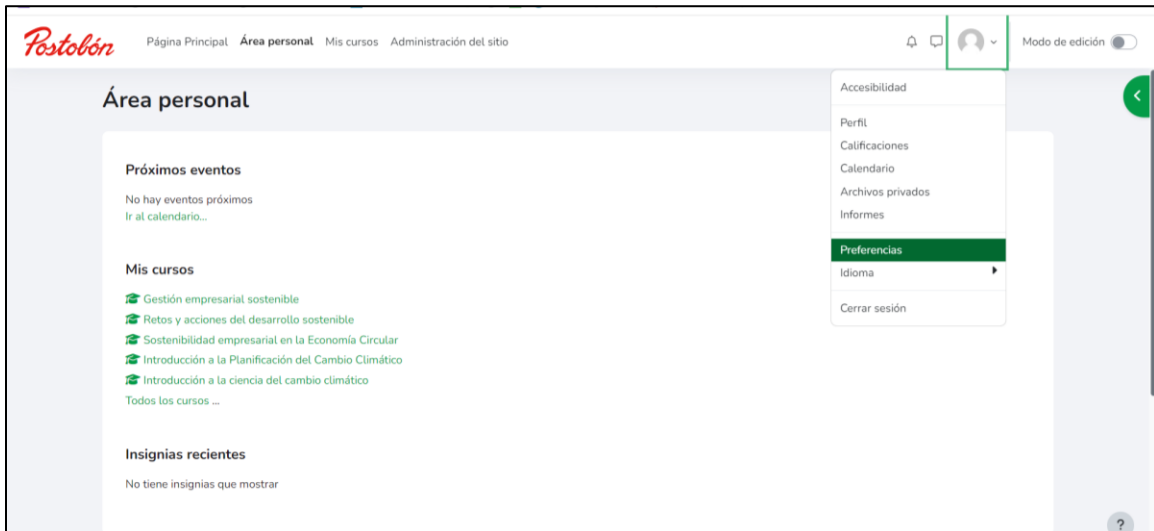 Postobón
Página Principal Área personal Mis cursos Administración del sitio
Modo de edición
Área personal
Accesibilidad
Perfil
Calificaciones
Calendario
Archivos privados
Informes
Preferencias
Idioma
Cerrar sesión
Próximos eventos
No hay eventos próximos
Ir al calendario...
Mis cursos
Gestión empresarial sostenible
Retos y acciones del desarrollo sostenible
Sostenibilidad empresarial en la Economía Circular
Introducción a la Planificación del Cambio Climático
Introducción a la ciencia del cambio climático
Todos los cursos ...
Insignias recientes
No tiene insignias que mostrar
?